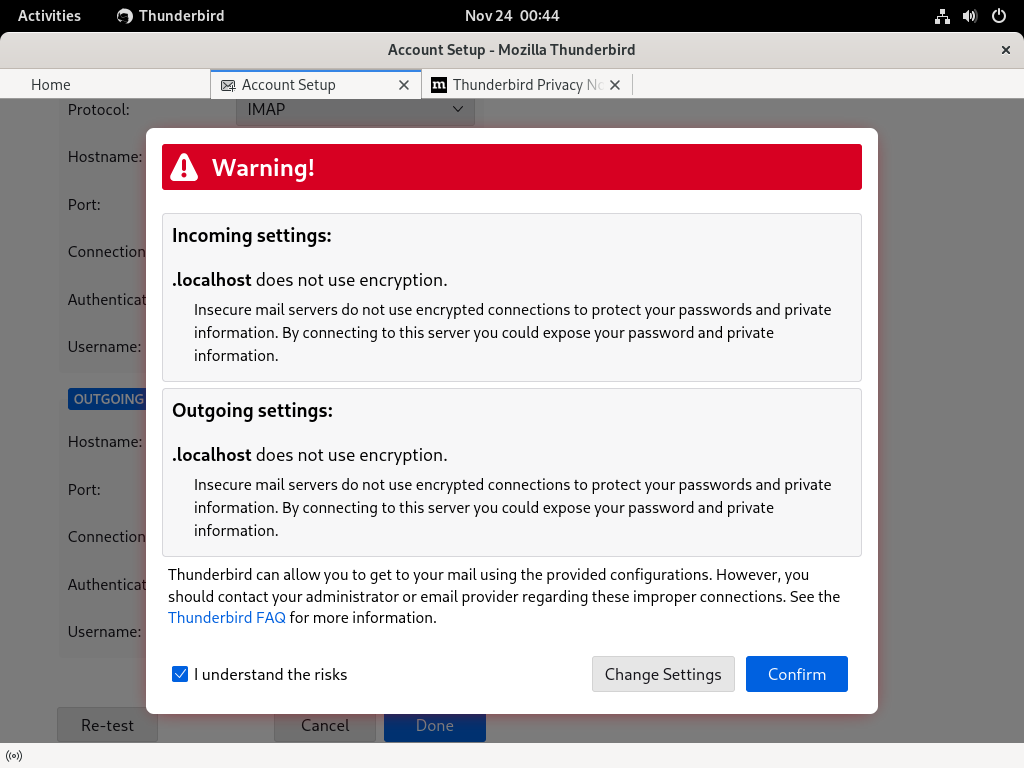 Activities
Thunderbird
Nov 24 00:44
Account Setup - Mozilla Thunderbird
Home
Account Setup
Thunderbird Privacy
Protocol:
IMAP
Hostname:
Port:
Connection
Username:
OUTGOING
Hostname:
Port:
Connection
Username:
Re-test
Cancel
Done
Warning!
Incoming settings:
.localhost does not use encryption.
Insecure mail servers do not use encrypted connections to protect your passwords and private
information. By connecting to this server you could expose your password and private
information.
Outgoing settings:
.localhost does not use encryption.
Insecure mail servers do not use encrypted connections to protect your passwords and private
information. By connecting to this server you could expose your password and private
information.
Thunderbird can allow you to get to your mail using the provided configurations. However, you
should contact your administrator or email provider regarding these improper connections. See the
Thunderbird FAQ for more information.
I understand the risks
Change Settings
Confirm